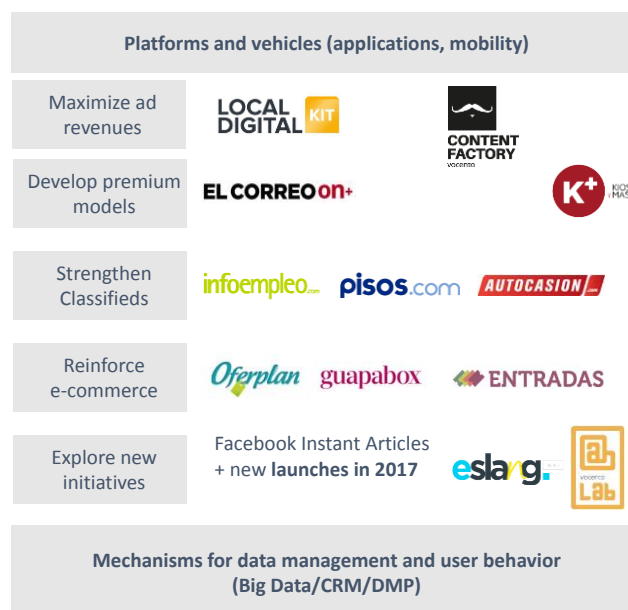 Platforms and vehicles (applications, mobility)
Maximize ad
revenues
LOCAL
DIGITAL KIT
CONTENT
FACTORY
vocento
Develop premium
models
EL CORREO on+
K+
Strengthen
Classifieds
infoempleo.com
pisos.com
AUTOCASION.com
Reinforce
e-commerce
Oferplan
guapabox
ENTRADAS
Explore new
initiatives
Facebook Instant Articles
+ new launches in 2017
eslang.
vocento
Lab
Mechanisms for data management and user behavior
(Big Data/CRM/DMP)